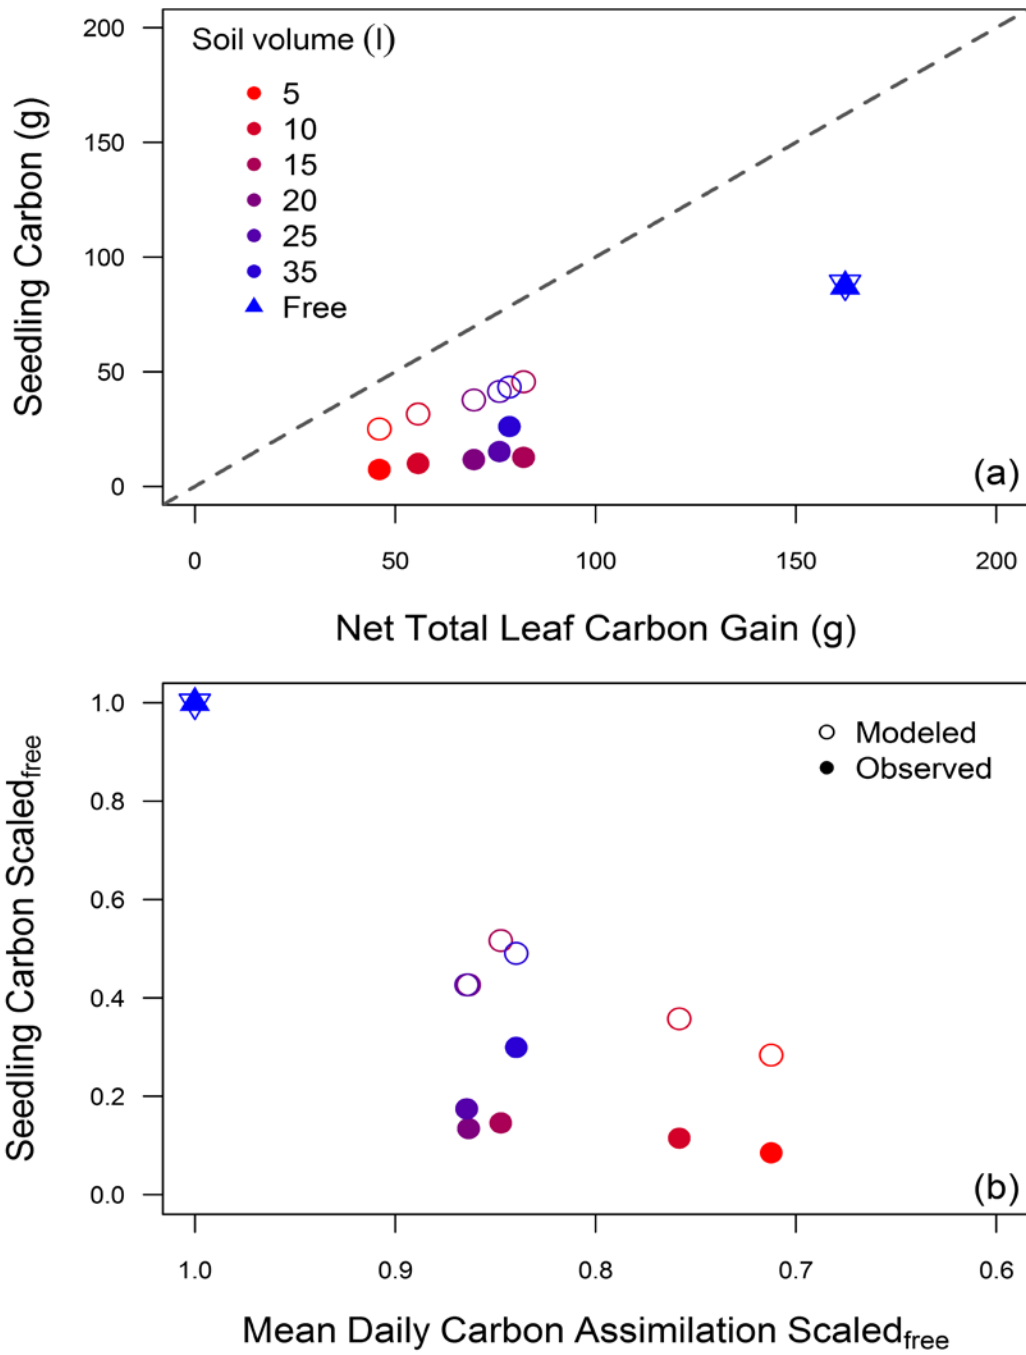 Seedling Carbon (g)
200
150
100
50
0
Soil volume (l)
5
10
15
20
25
35
Free
(a)
0 50 100 150 200
Net Total Leaf Carbon Gain (g)
Seedling Carbon Scaledfree
1.0
0.8
0.6
0.4
0.2
0.0
Modeled
Observed
(b)
1.0 0.9 0.8 0.7 0.6
Mean Daily Carbon Assimilation Scaledfree